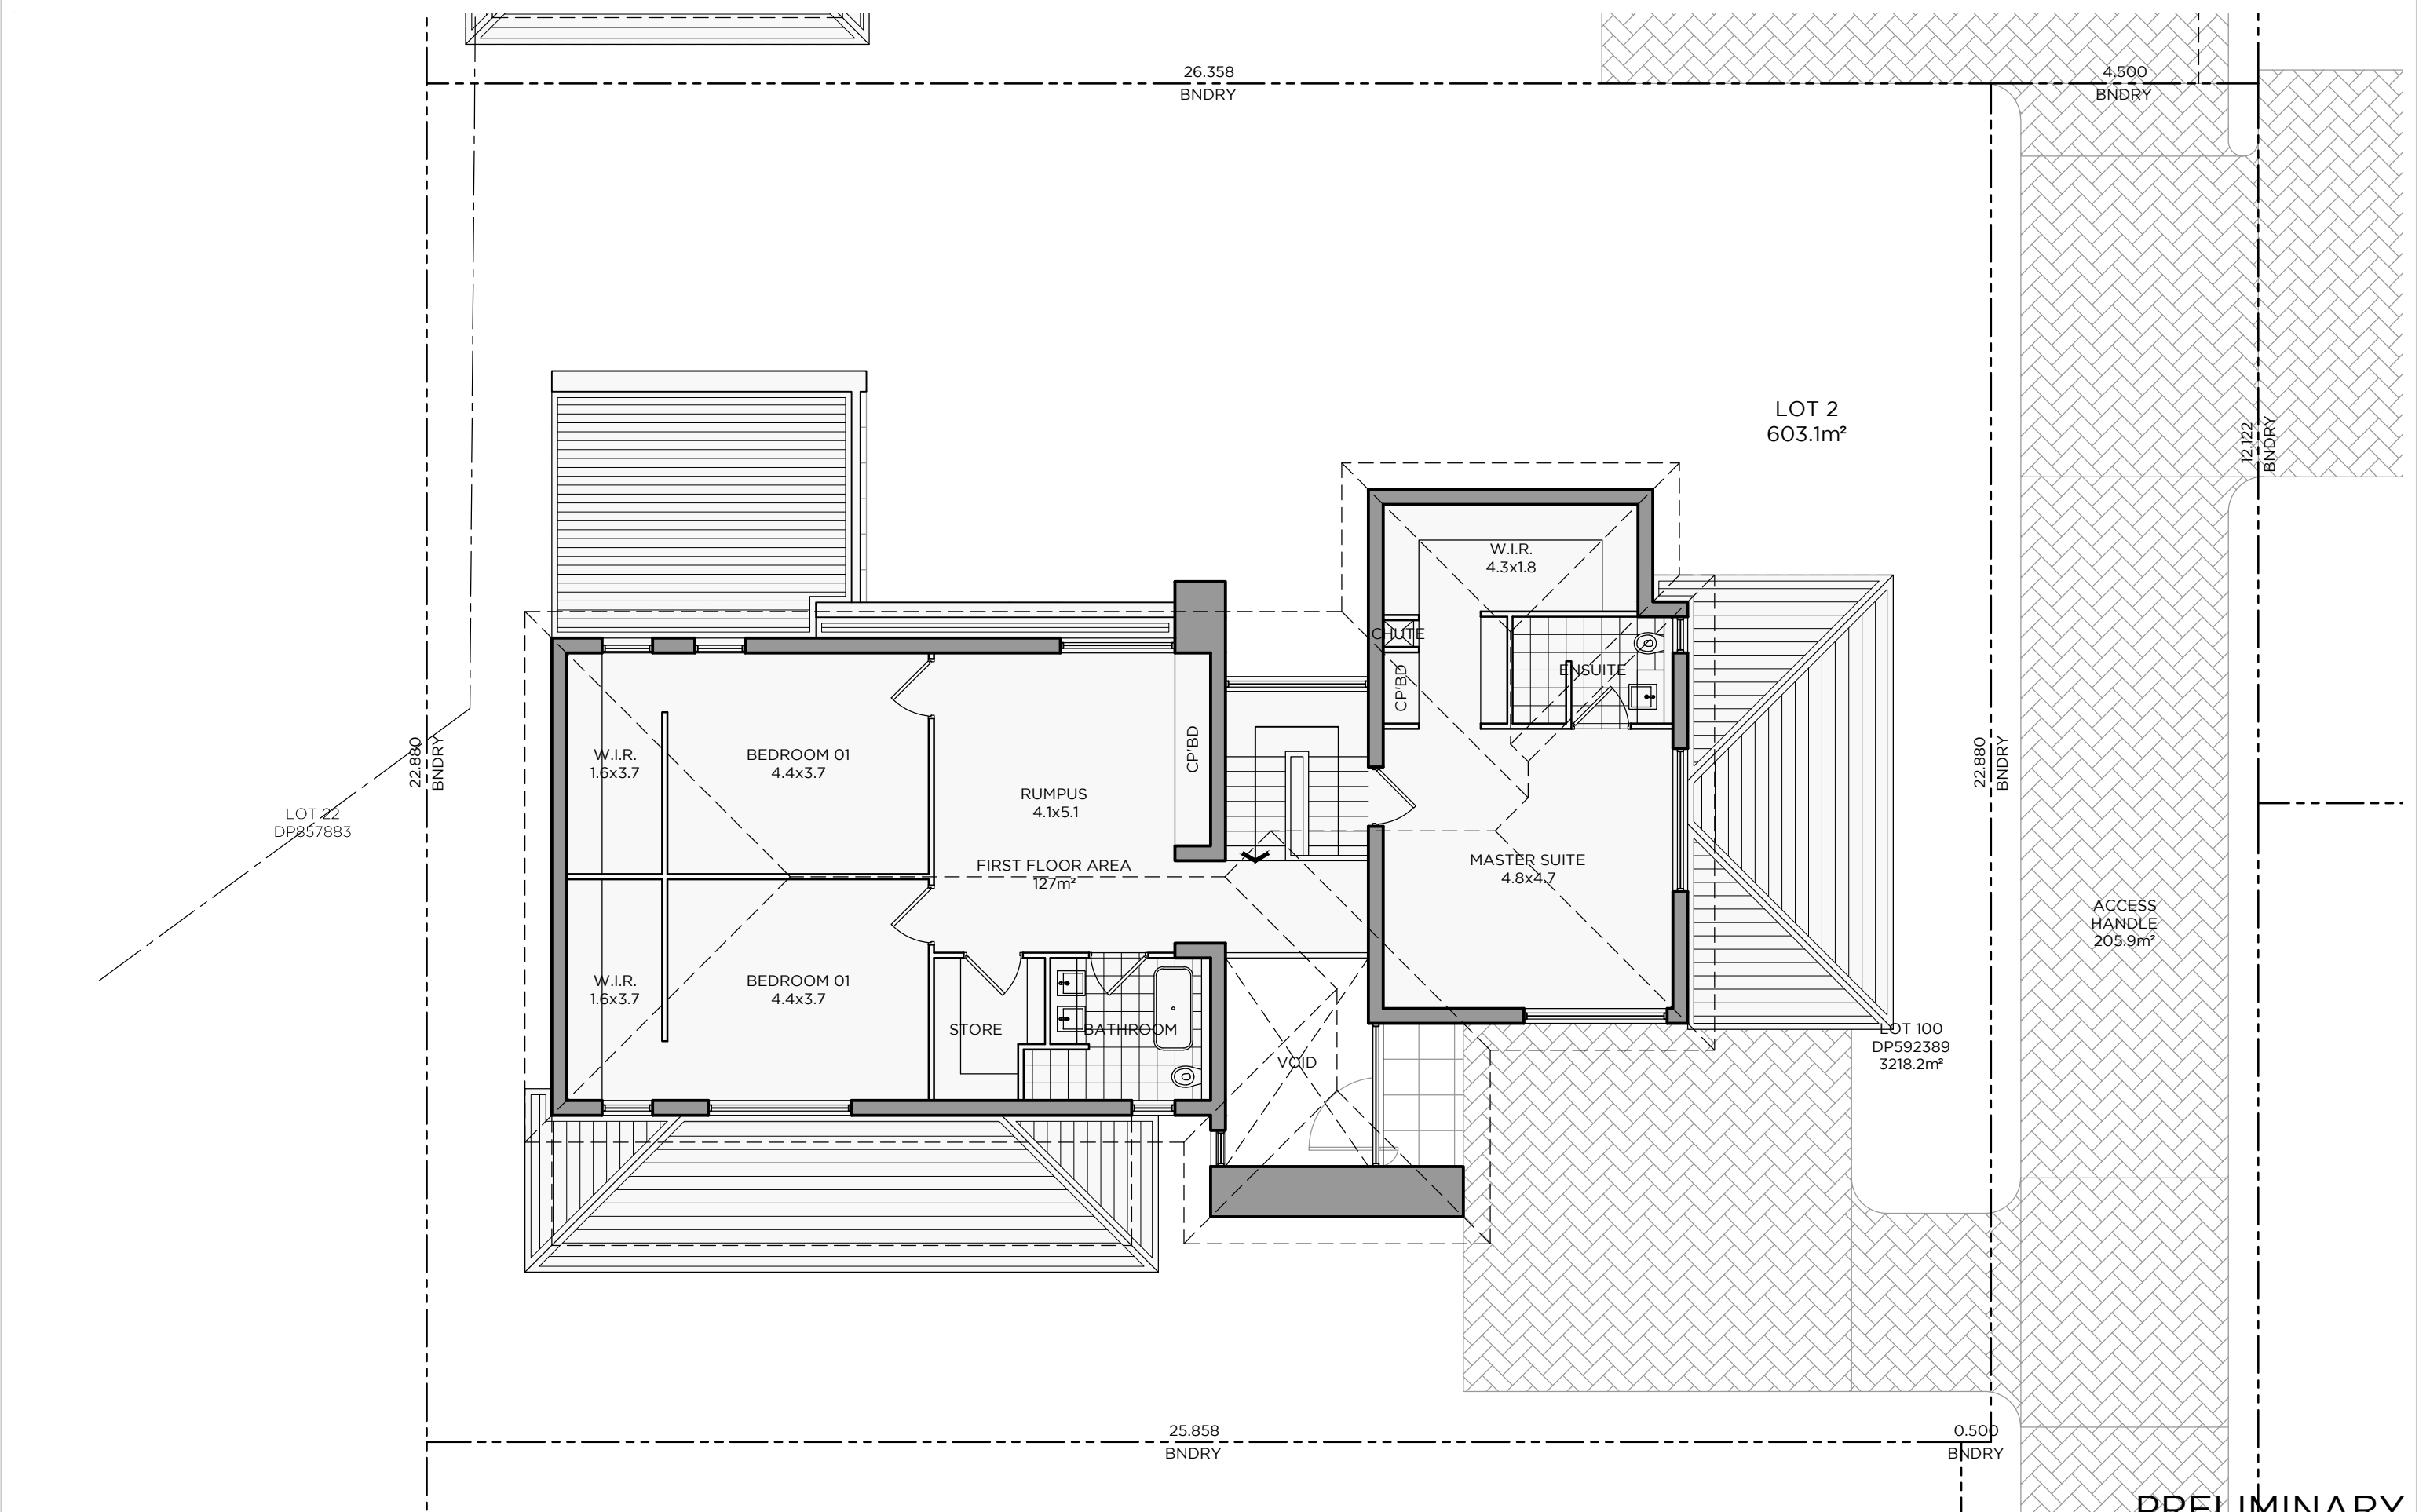 26.358
BNDRY
4.500
BNDRY
LOT 2
603.1m²
12.122
BNDRY
W.I.R.
4.3x1.8
CHUTE
CP'BD
ENSUITE
22.880
BNDRY
LOT 22
DP857883
W.I.R.
1.6x3.7
BEDROOM 01
4.4x3.7
RUMPUS
4.1x5.1
CP'BD
FIRST FLOOR AREA
127m²
MASTER SUITE
4.8x4.7
22.880
BNDRY
ACCESS
HANDLE
205.9m²
W.I.R.
1.6x3.7
BEDROOM 01
4.4x3.7
STORE
BATHROOM
VOID
LOT 100
DP592389
3218.2m²
25.858
BNDRY
0.500
BNDRY
PRELIMINARY